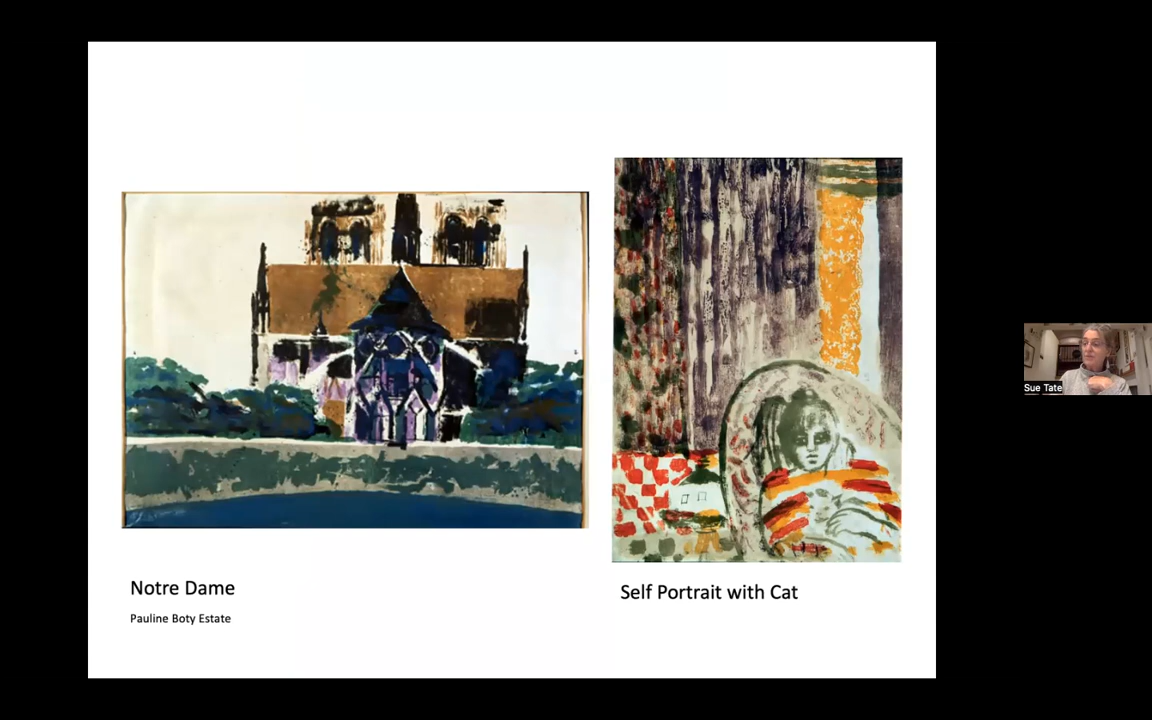 Notre Dame
Pauline Boty Estate
Self Portrait with Cat
Sue Tate